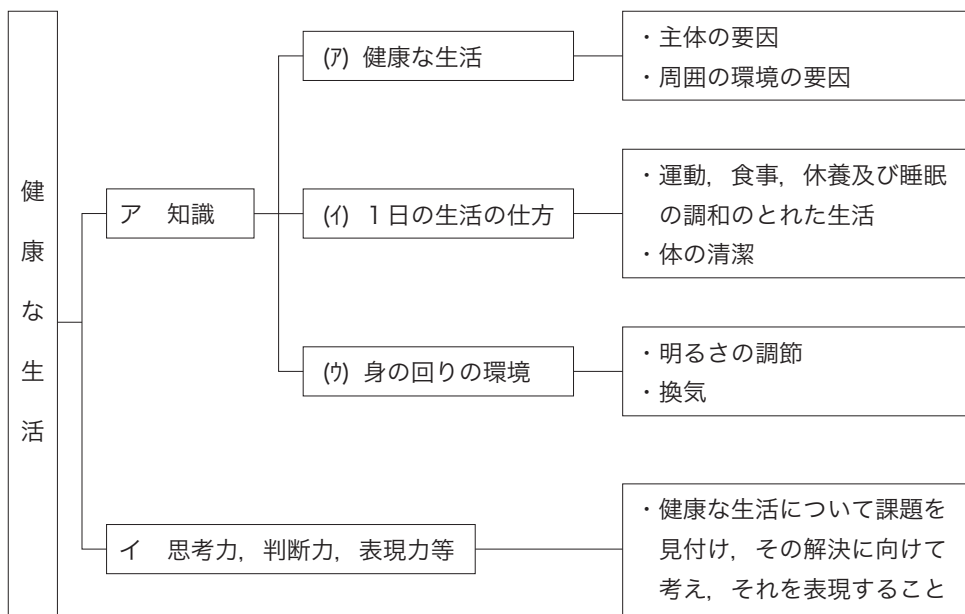 健康な生活
ア　知識
(ｱ) 健康な生活
・主体の要因
・周囲の環境の要因
(ｲ) １日の生活の仕方
・運動，食事，休養及び睡眠
の調和のとれた生活
・体の清潔
(ｳ) 身の回りの環境
・明るさの調節
・換気
イ　思考力，判断力，表現力等
・健康な生活について課題を
見付け，その解決に向けて
考え，それを表現すること